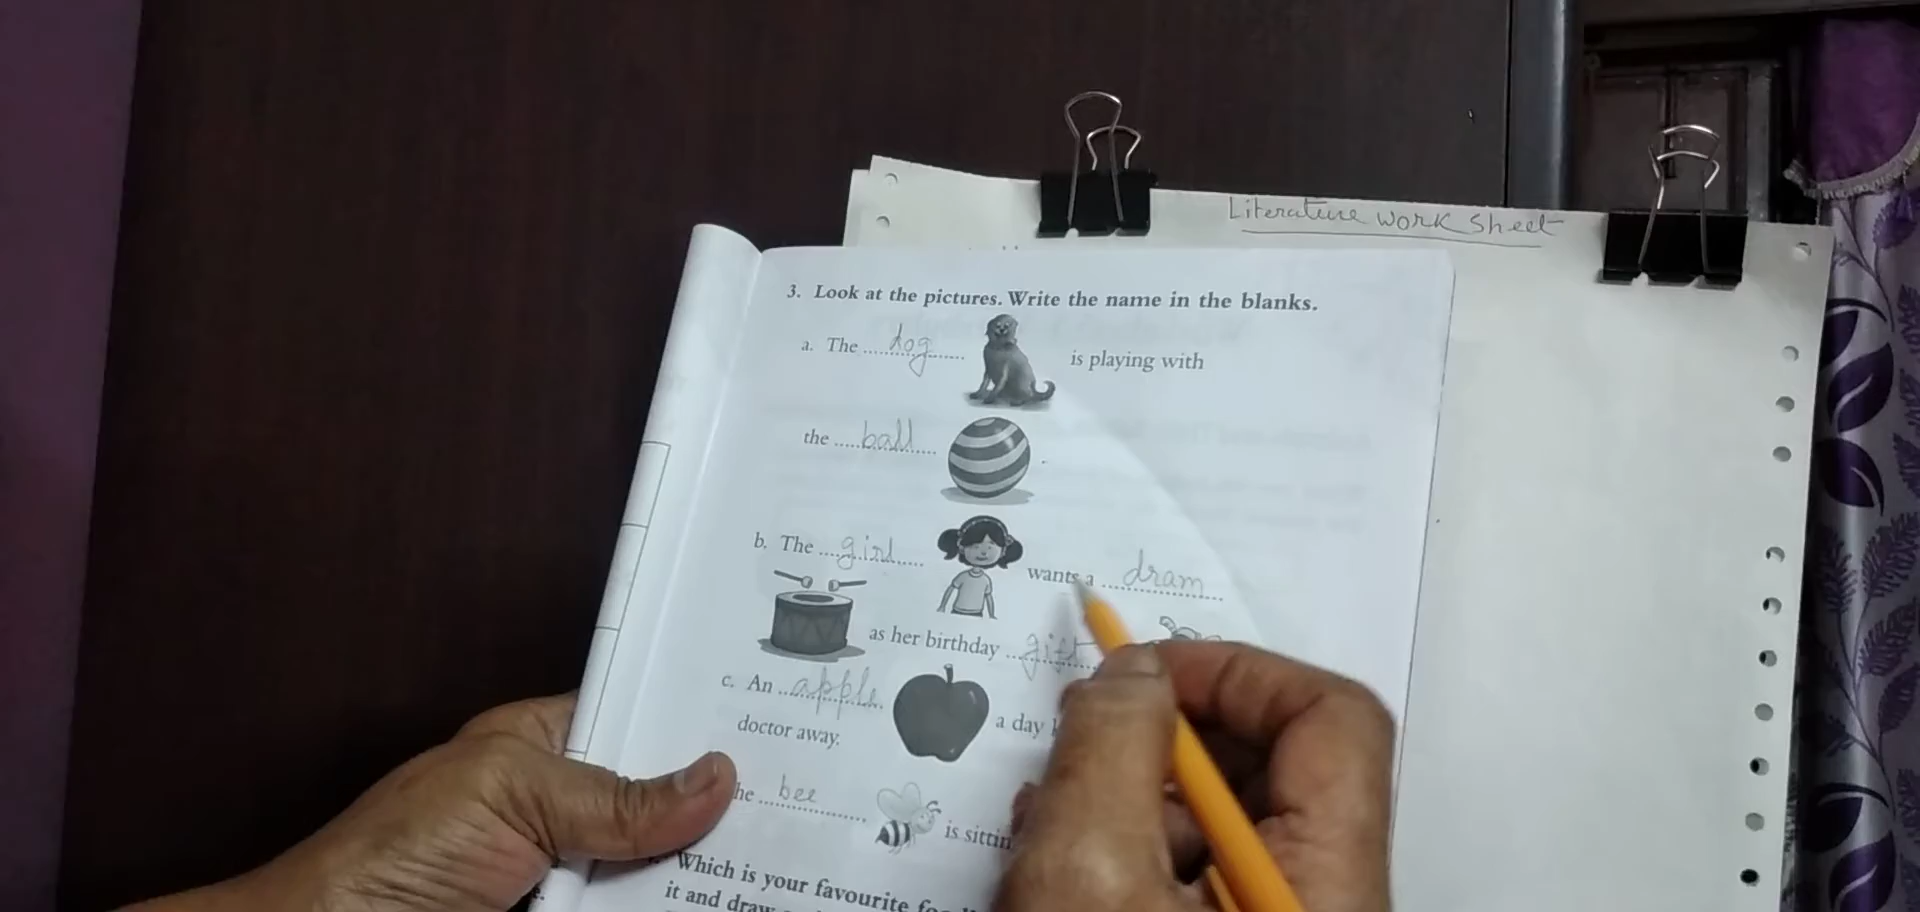 Literature work sheet
3. Look at the pictures. Write the name in the blanks.
a. The dog is playing with
the ball .
b. The girl wants a dram
as her birthday gift
c. An apple a day
doctor away.
he bee is sittin
Which is your favourite
it and draw